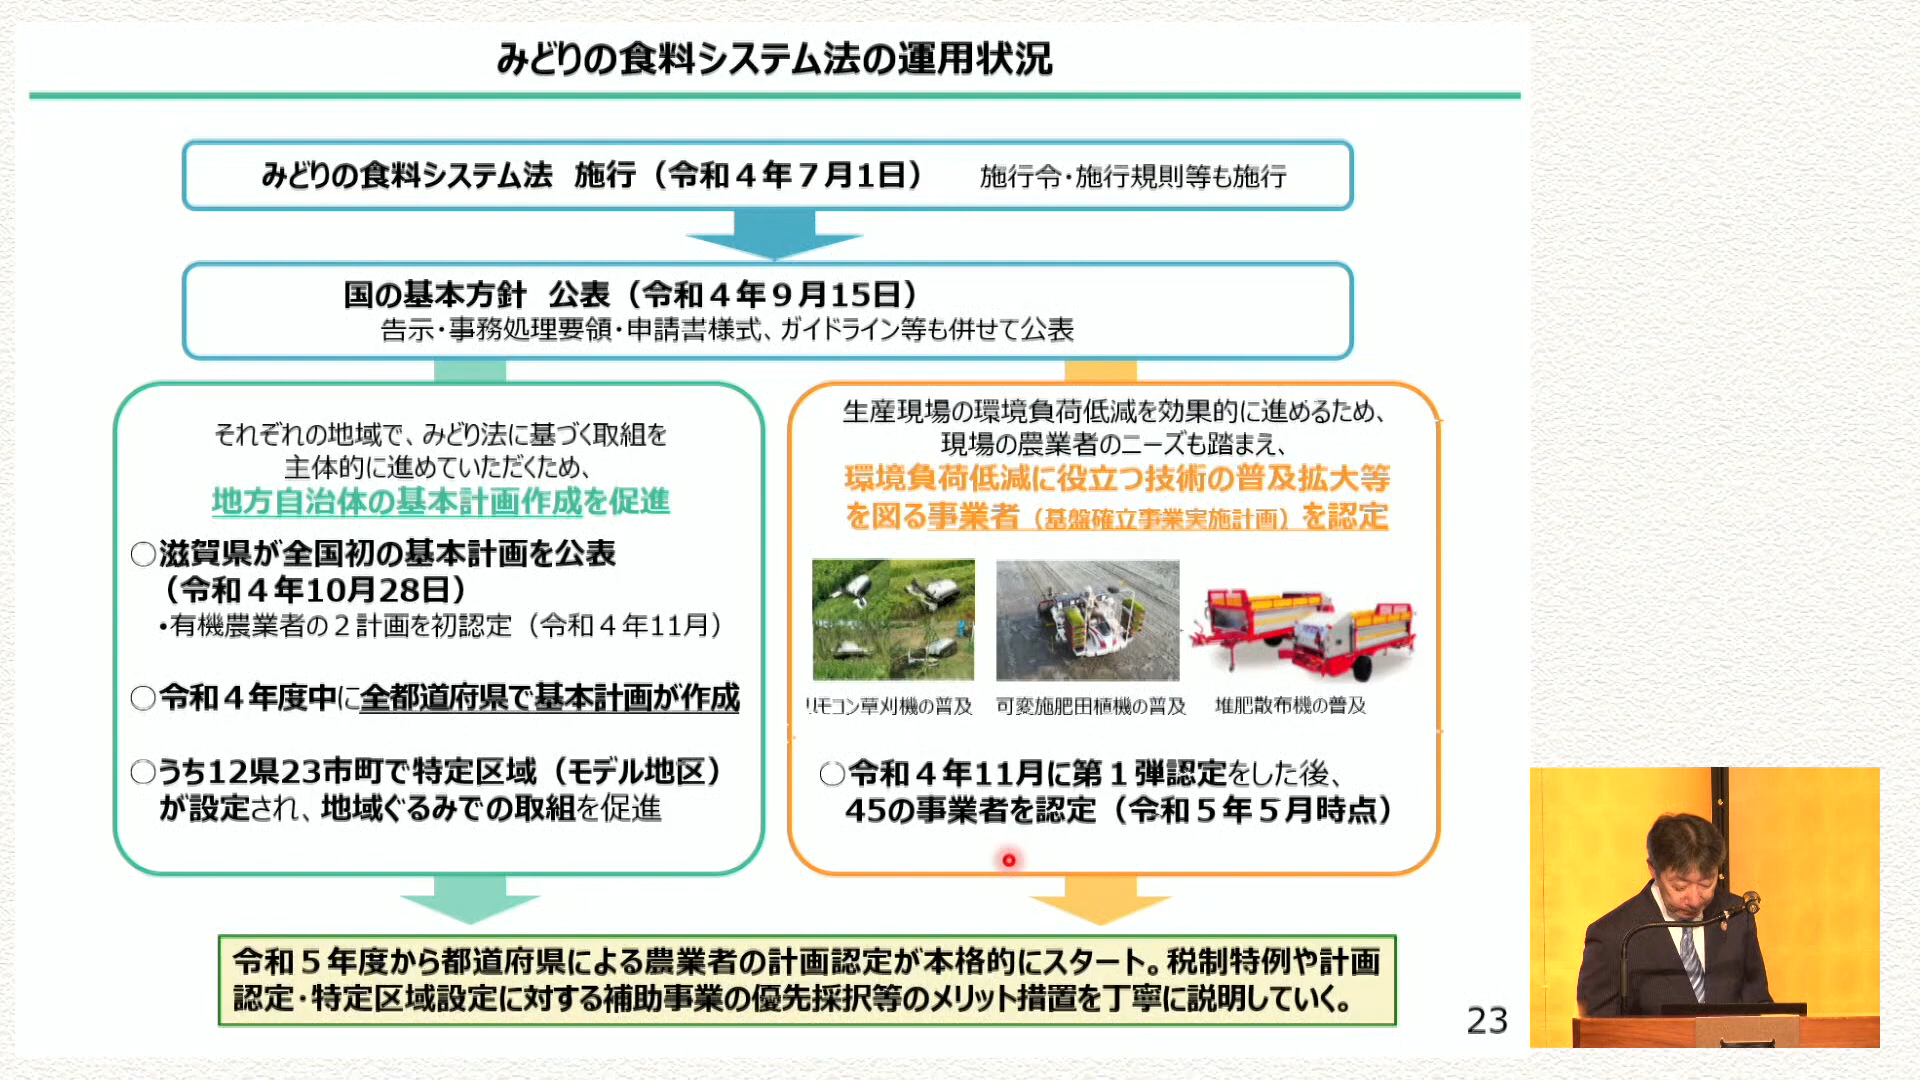 みどりの食料システム法の運用状況
みどりの食料システム法　施行（令和４年７月1日）　施行令・施行規則等も施行
国の基本方針　公表（令和４年９月15日）
告示・事務処理要領・申請書様式、ガイドライン等も併せて公表
それぞれの地域で、みどり法に基づく取組を
主体的に進めていただくため、
地方自治体の基本計画作成を促進
○滋賀県が全国初の基本計画を公表
（令和４年10月28日）
・有機農業者の２計画を初認定（令和４年11月）
○令和４年度中に全都道府県で基本計画が作成
○うち12県23市町で特定区域（モデル地区）
が設定され、地域ぐるみでの取組を促進
生産現場の環境負荷低減を効果的に進めるため、
現場の農業者のニーズも踏まえ、
環境負荷低減に役立つ技術の普及拡大等
を図る事業者（基盤確立事業実施計画）を認定
リモコン草刈機の普及
可変施肥田植機の普及
堆肥散布機の普及
○令和４年11月に第１弾認定をした後、
45の事業者を認定（令和５年５月時点）
令和５年度から都道府県による農業者の計画認定が本格的にスタート。税制特例や計画
認定・特定区域設定に対する補助事業の優先採択等のメリット措置を丁寧に説明していく。
23